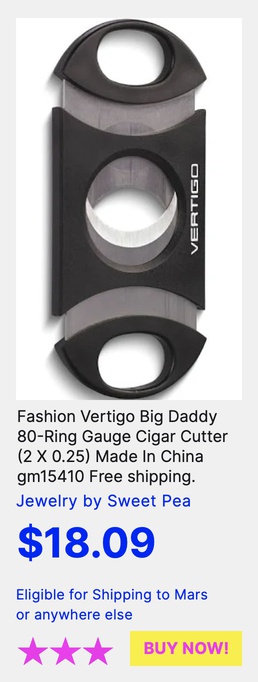 VERTIGO
Fashion Vertigo Big Daddy
80-Ring Gauge Cigar Cutter
(2 X 0.25) Made In China
gm15410 Free shipping.
Jewelry by Sweet Pea
$18.09
Eligible for Shipping to Mars
or anywhere else
BUY NOW!